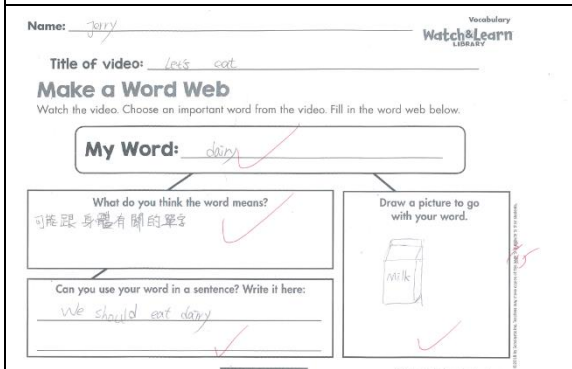 Name: Jerry
Vocabulary
Watch&Learn
LIBRARY
Title of video: Let's eat
Make a Word Web
Watch the video. Choose an important word from the video. Fill in the word web below.
My Word: dairy
What do you think the word means?
可能跟身體有關的單字
Draw a picture to go
with your word.
Milk
Can you use your word in a sentence? Write it here:
We should eat dairy